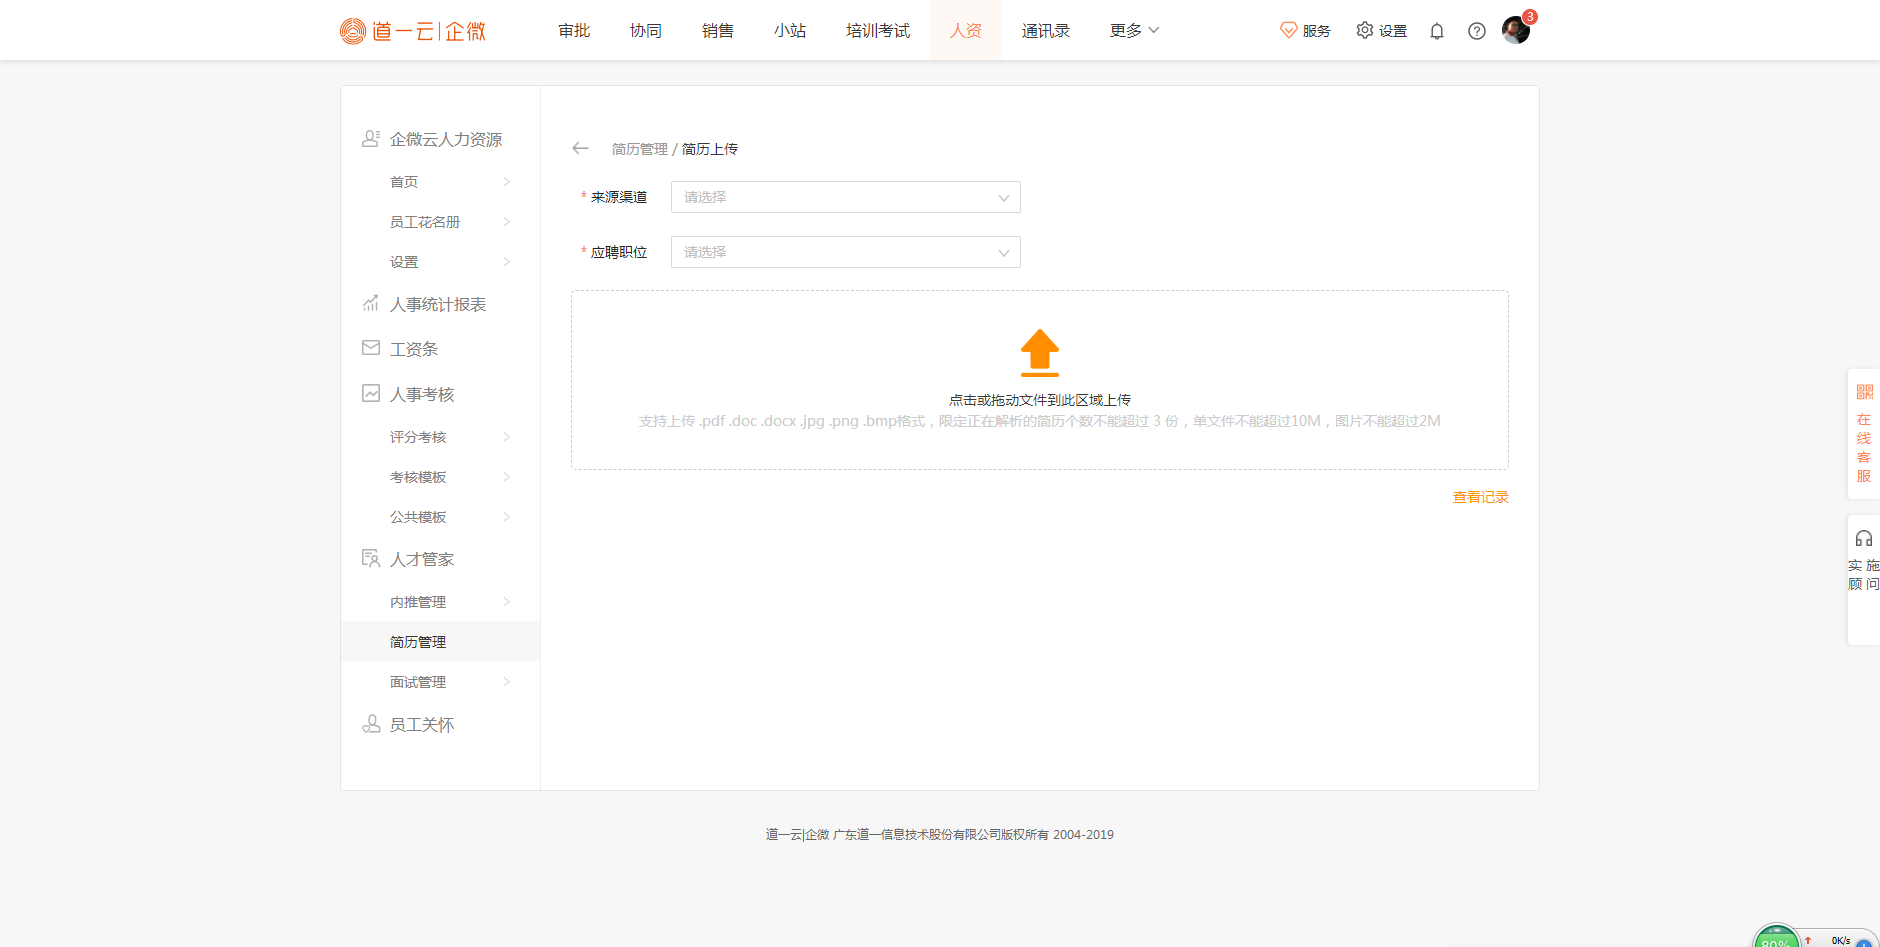 道一云|企微
审批
协同
销售
小站
培训考试
人资
通讯录
更多
服务
设置
3
企微云人力资源
首页
员工花名册
设置
人事统计报表
工资条
人事考核
评分考核
考核模板
公共模板
人才管家
内推管理
简历管理
面试管理
员工关怀
简历管理 / 简历上传
* 来源渠道
请选择
* 应聘职位
请选择
点击或拖动文件到此区域上传
支持上传 .pdf .doc .docx .jpg .png .bmp格式，限定正在解析的简历个数不能超过 3 份，单文件不能超过10M，图片不能超过2M
查看记录
在
线
客
服
实 施
顾 问
道一云|企微 广东道一信息技术股份有限公司版权所有 2004-2019
80%
0K/s